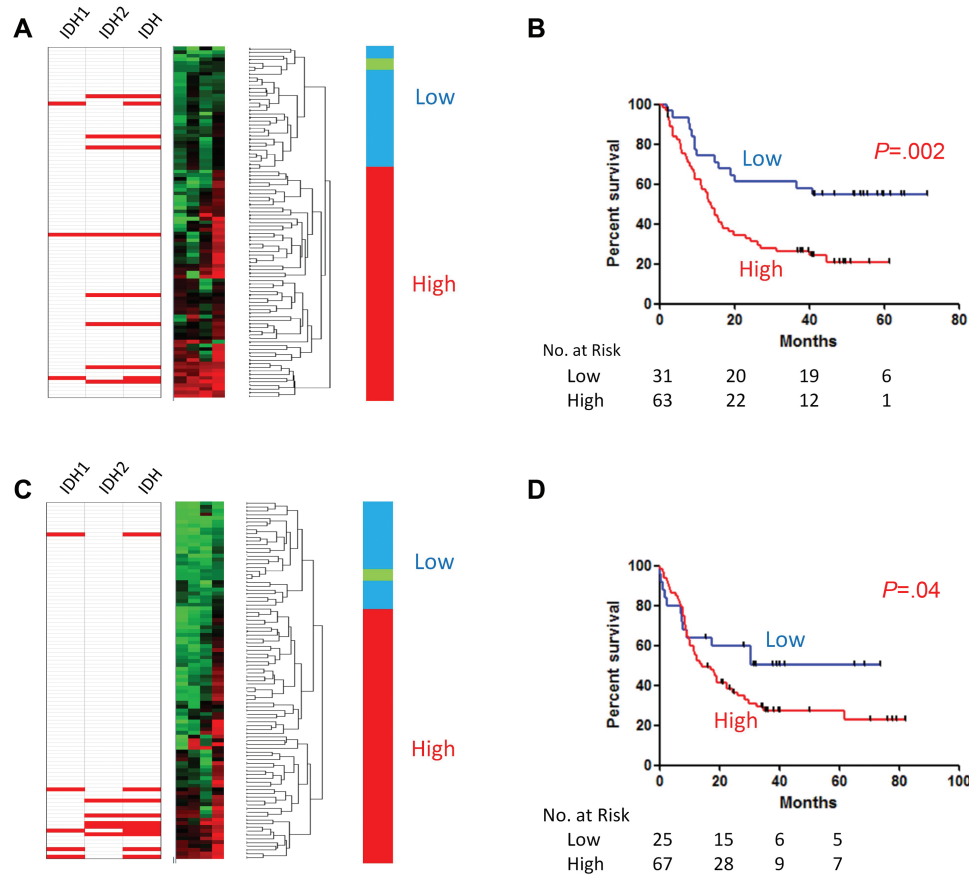 A
IDH1 IDH2 IDH
Low
High
B
Percent survival
100
80
60
40
20
0
Low
High
P=.002
0 20 40 60 80
Months
No. at Risk
Low 31 20 19 6
High 63 22 12 1
C
IDH1 IDH2 IDH
Low
High
D
Percent survival
100
80
60
40
20
0
Low
High
P=.04
0 20 40 60 80 100
Months
No. at Risk
Low 25 15 6 5
High 67 28 9 7